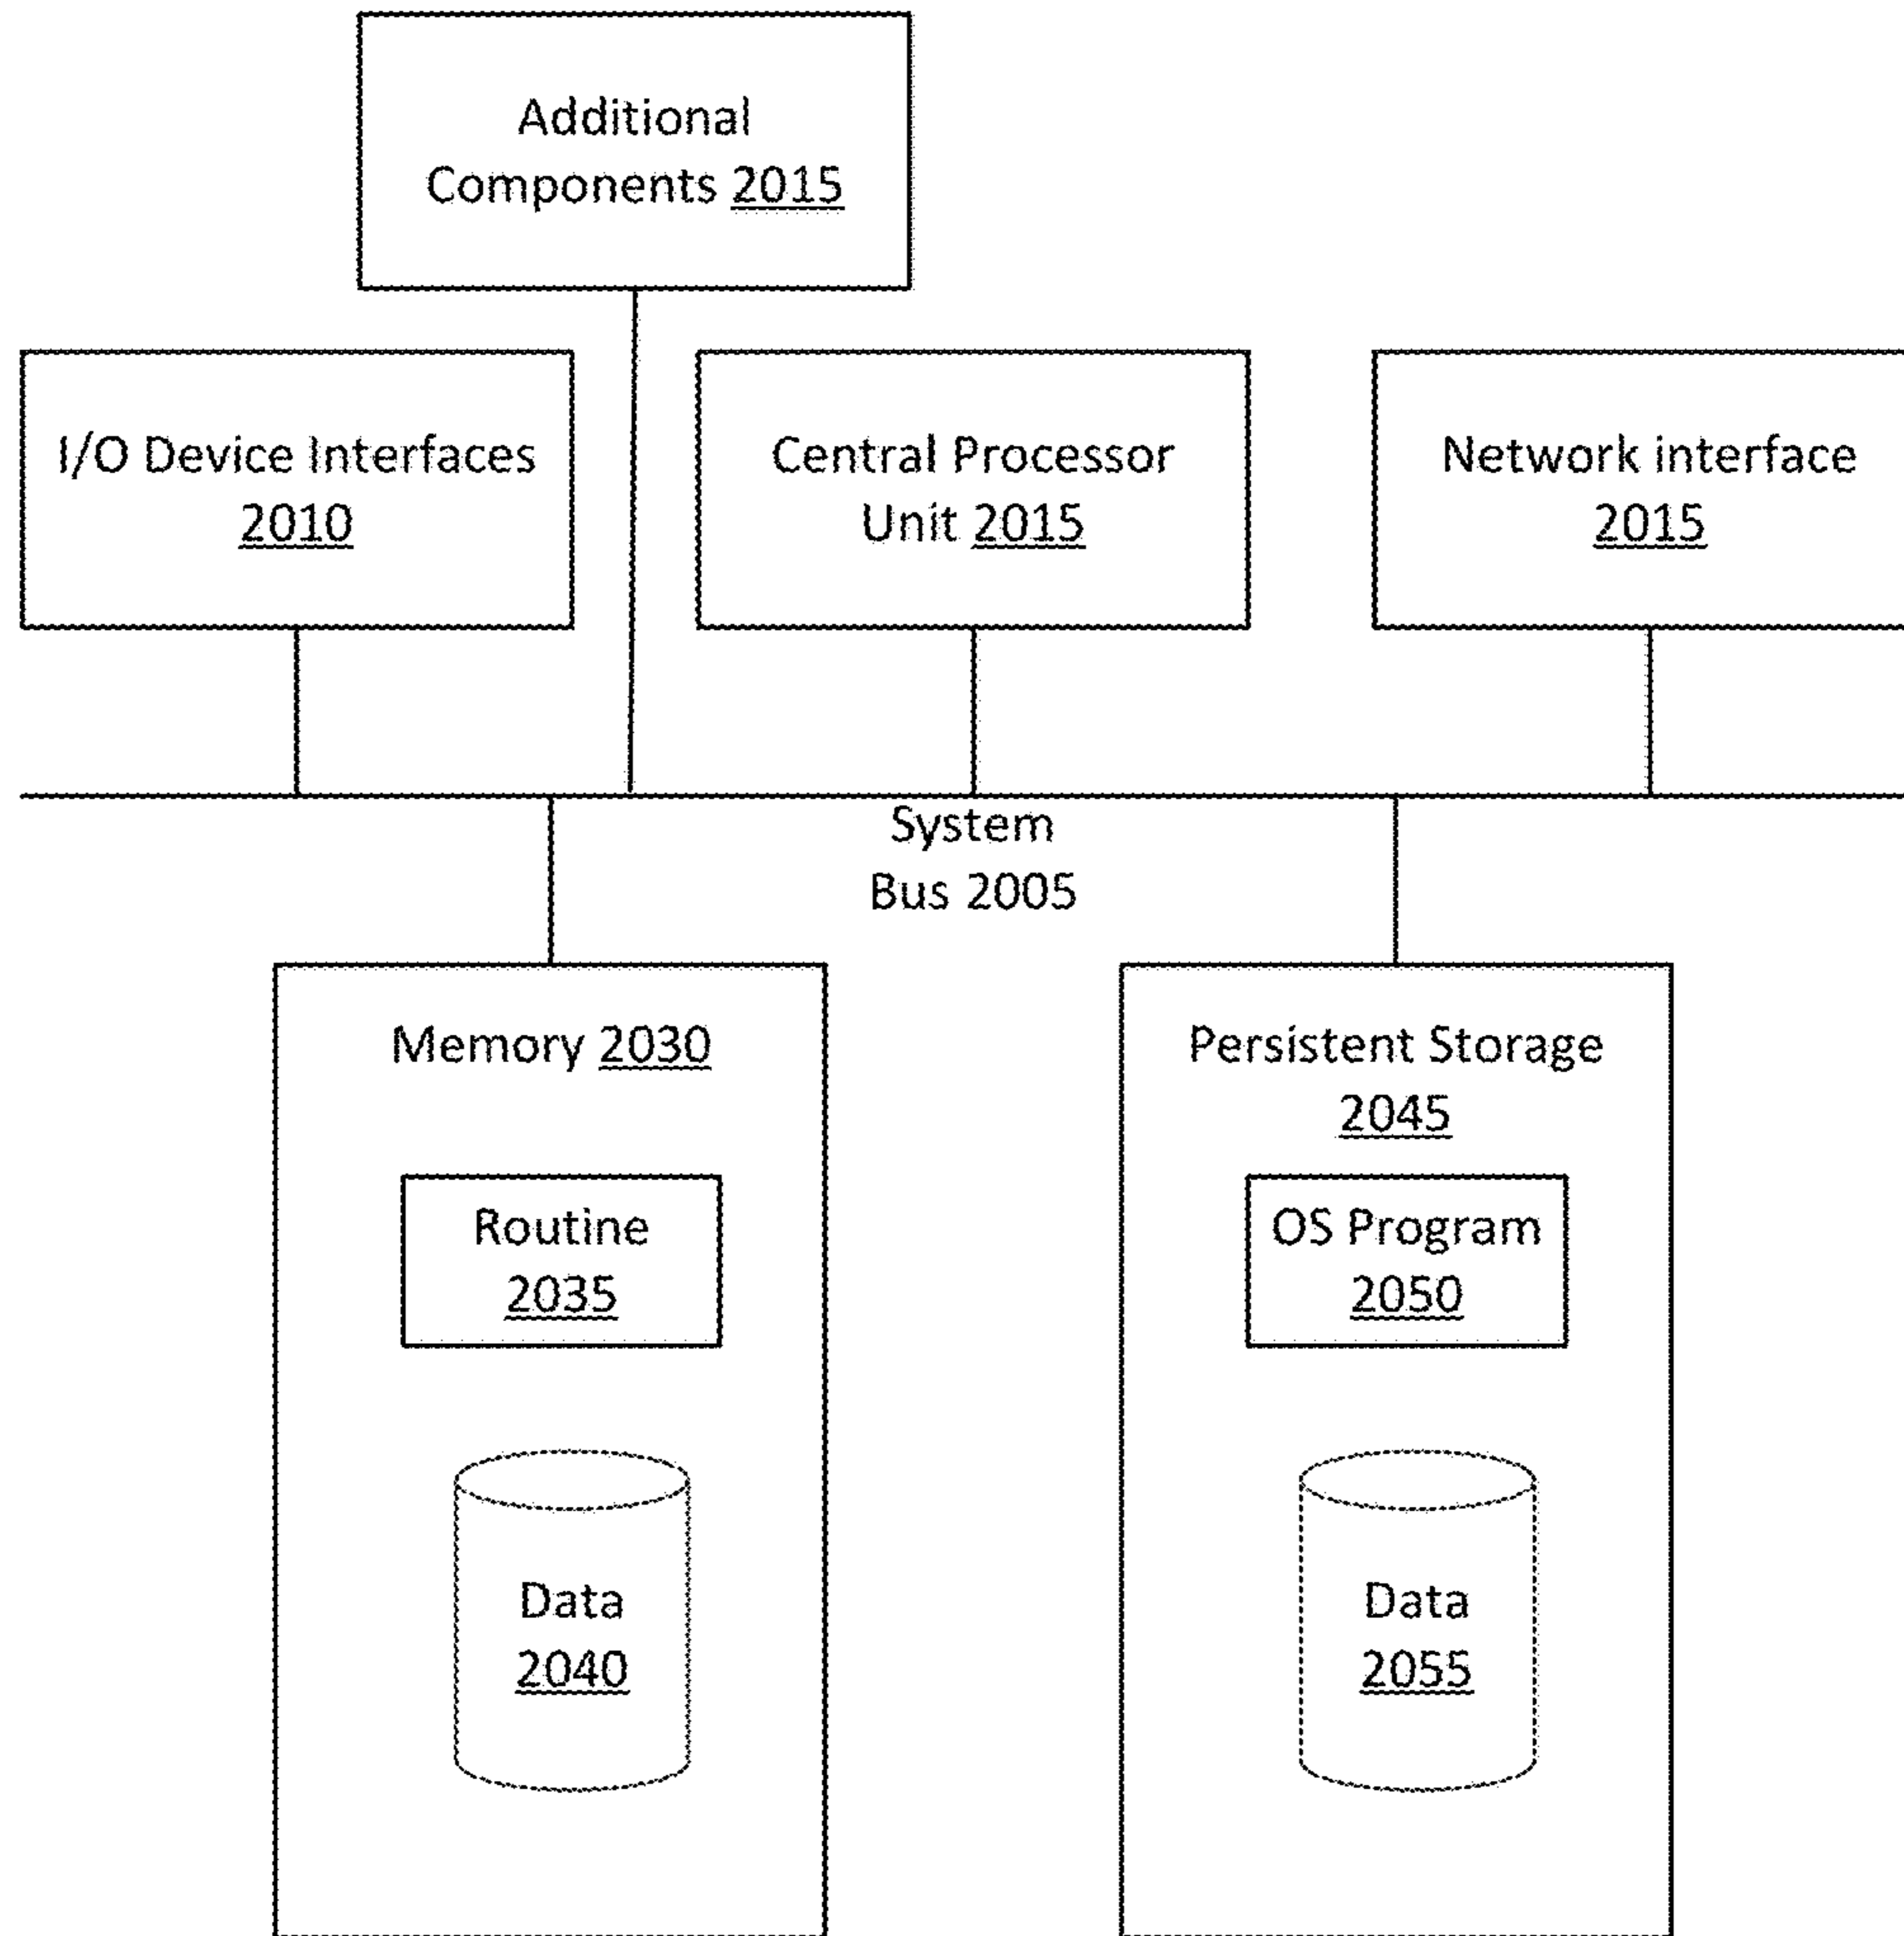 Additional
Components 2015
I/O Device Interfaces
2010
Central Processor
Unit 2015
Network interface
2015
System
Bus 2005
Memory 2030
Routine
2035
Data
2040
Persistent Storage
2045
OS Program
2050
Data
2055